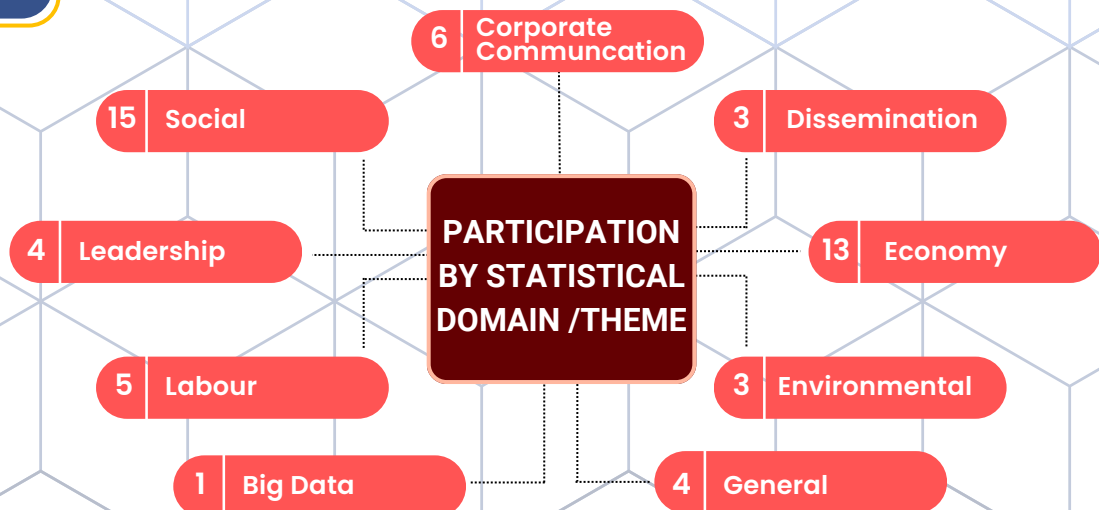 6 Corporate
Communcation
15 Social
3 Dissemination
4 Leadership
PARTICIPATION
BY STATISTICAL
DOMAIN /THEME
13 Economy
5 Labour
3 Environmental
1 Big Data
4 General